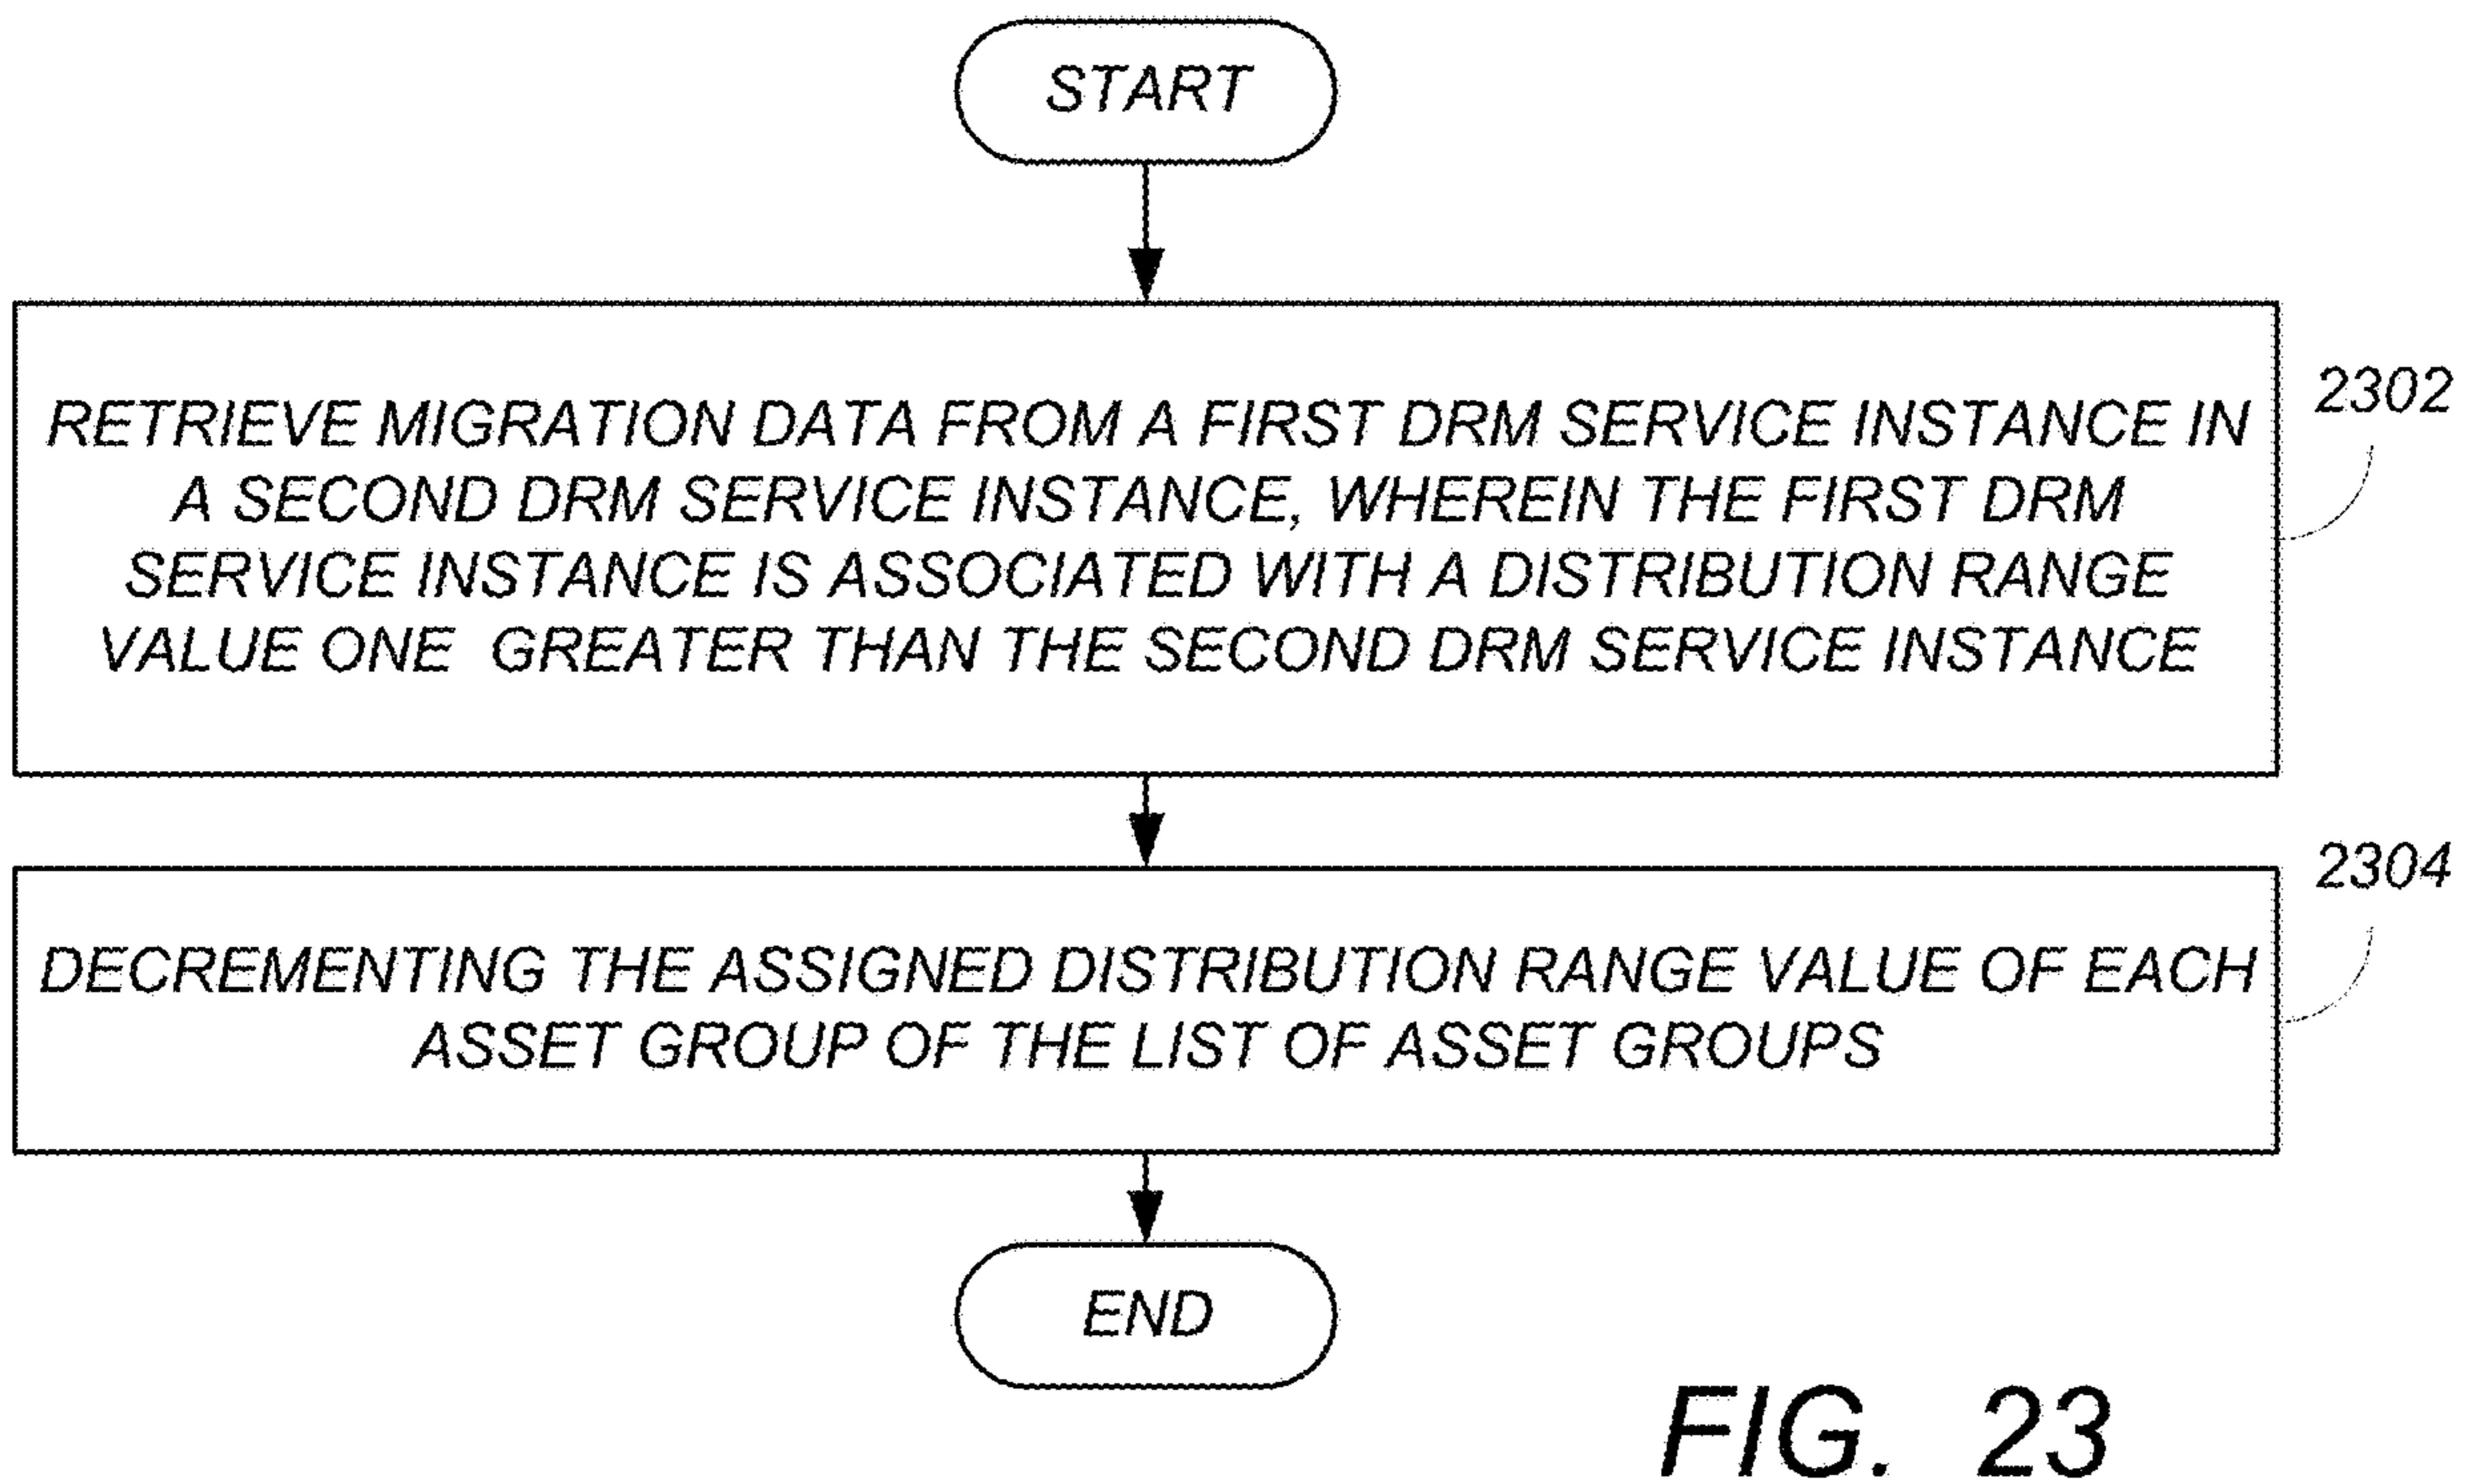 START
RETRIEVE MIGRATION DATA FROM A FIRST DRM SERVICE INSTANCE IN
A SECOND DRM SERVICE INSTANCE, WHEREIN THE FIRST DRM
SERVICE INSTANCE IS ASSOCIATED WITH A DISTRIBUTION RANGE
VALUE ONE GREATER THAN THE SECOND DRM SERVICE INSTANCE
2302
DECREMENTING THE ASSIGNED DISTRIBUTION RANGE VALUE OF EACH
ASSET GROUP OF THE LIST OF ASSET GROUPS
2304
END
FIG. 23